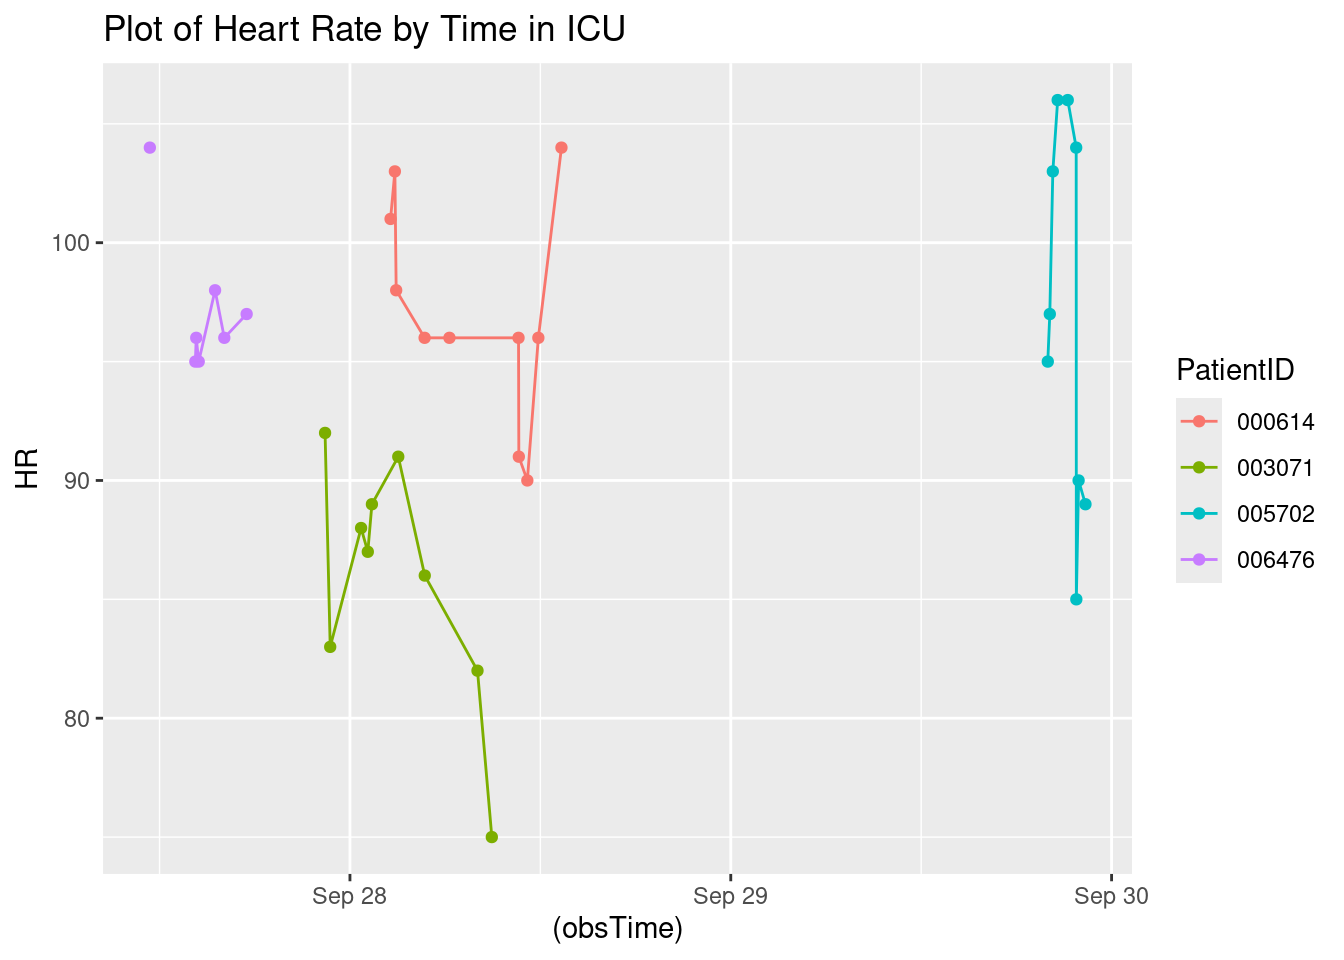 Plot of Heart Rate by Time in ICU
HR
100
90
80
Sep 28
Sep 29
Sep 30
(obsTime)
PatientID
000614
003071
005702
006476